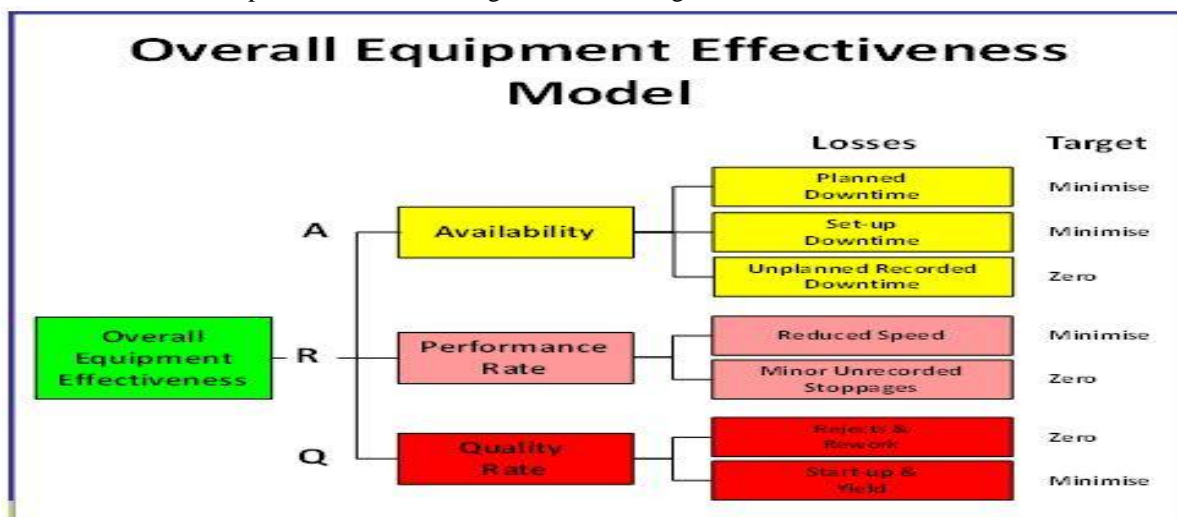 Overall Equipment Effectiveness
Model
Losses
Target
Planned
Downtime
Minimise
A
Availability
Set-up
Downtime
Minimise
Unplanned Recorded
Downtime
Zero
Overall
Equipment
Effectiveness
R
Performance
Rate
Reduced Speed
Minimise
Minor Unrecorded
Stoppages
Zero
Q
Quality
Rate
Rejects &
Rework
Zero
Start-up &
Yield
Minimise